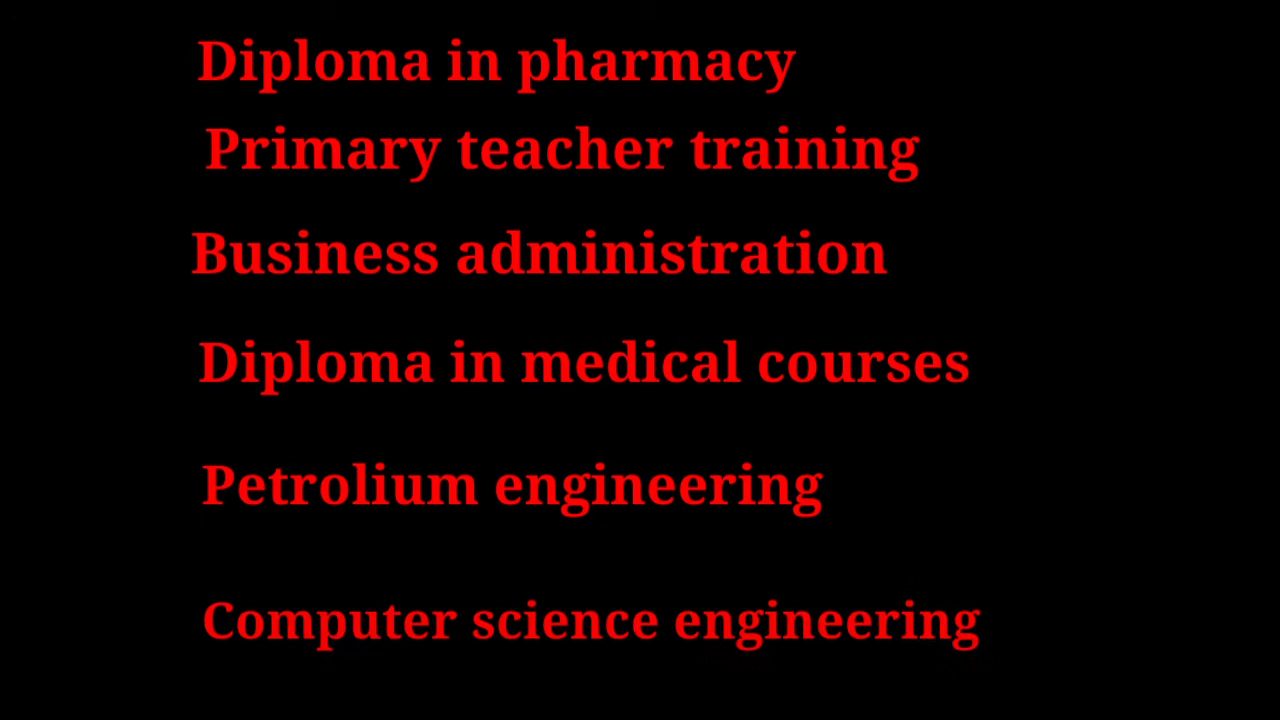 Diploma in pharmacy
Primary teacher training
Business administration
Diploma in medical courses
Petrolium engineering
Computer science engineering